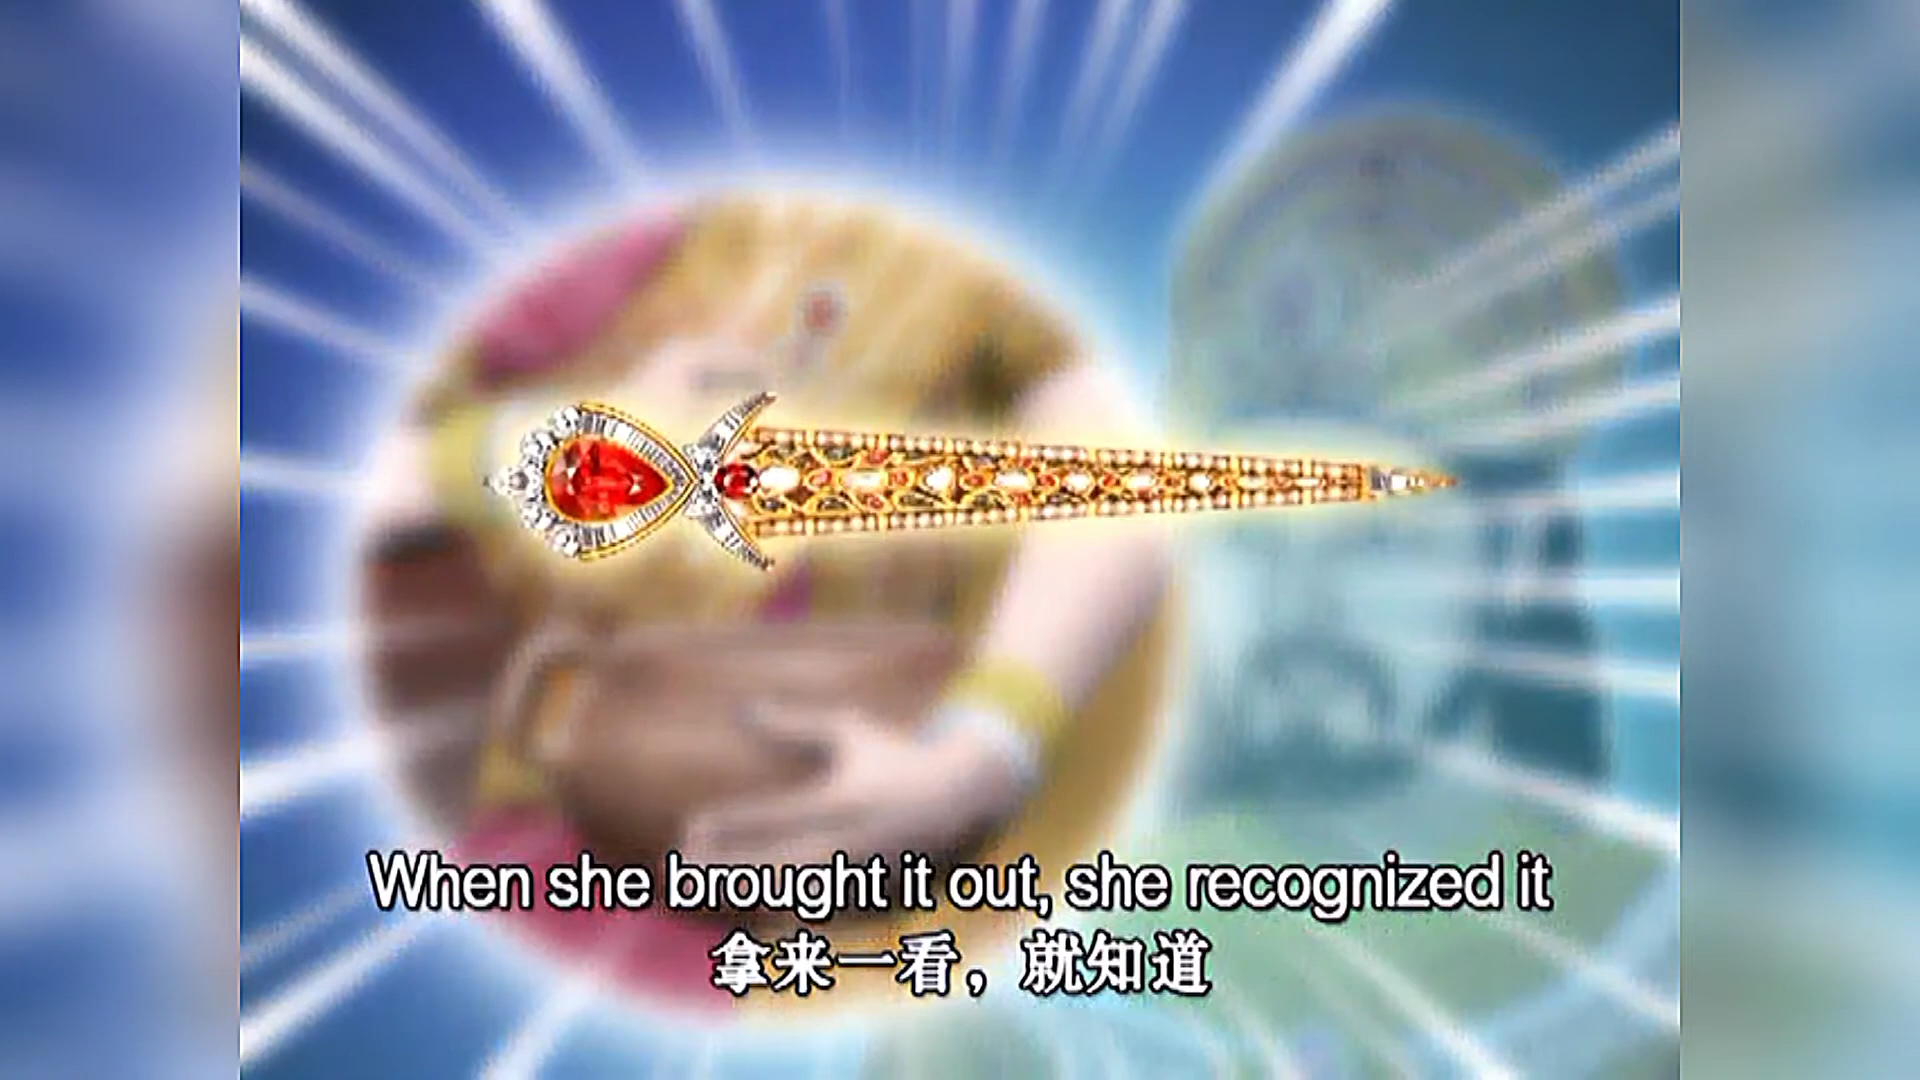 When she brought it out, she recognized it
拿来一看，就知道